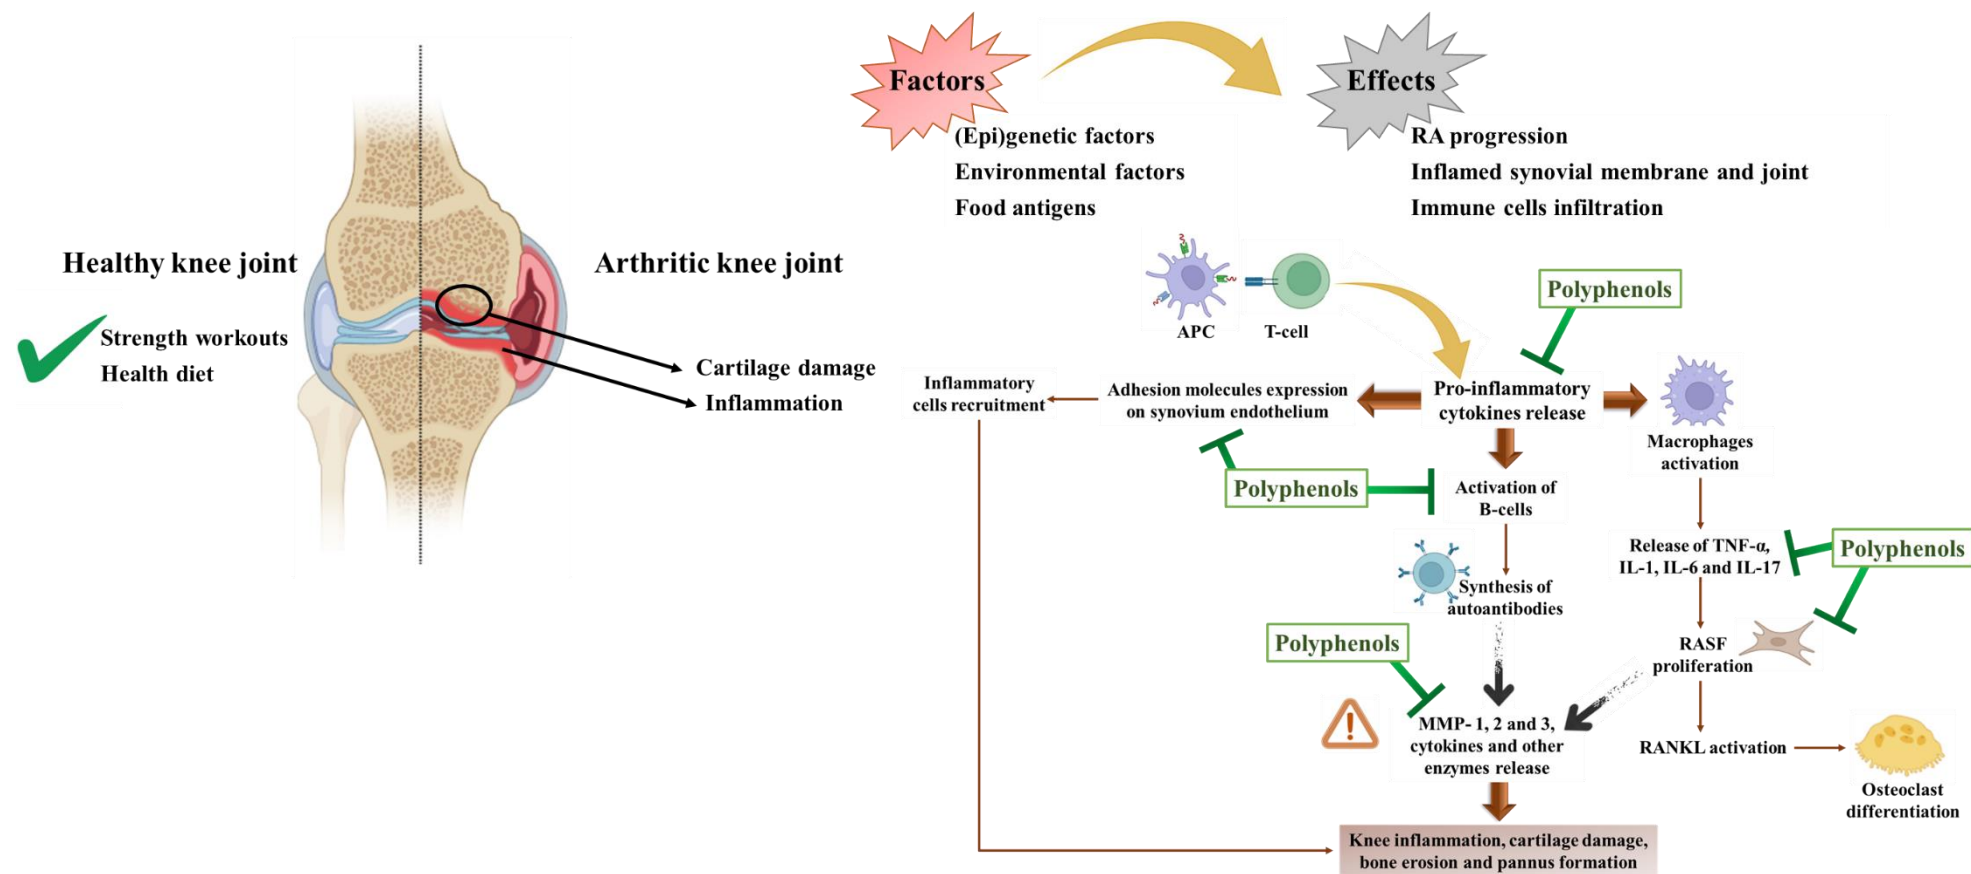 Healthy knee joint
Strength workouts
Health diet
Arthritic knee joint
Cartilage damage
Inflammation
Factors
(Epi)genetic factors
Environmental factors
Food antigens
Effects
RA progression
Inflamed synovial membrane and joint
Immune cells infiltration
APC
T-cell
Polyphenols
Inflammatory
cells recruitment
Adhesion molecules expression
on synovium endothelium
Pro-inflammatory
cytokines release
Macrophages
activation
Polyphenols
Activation of
B-cells
Release of TNF-α,
IL-1, IL-6 and IL-17
Polyphenols
Synthesis of
autoantibodies
Polyphenols
RASF
proliferation
MMP- 1, 2 and 3,
cytokines and other
enzymes release
RANKL activation
Osteoclast
differentiation
Knee inflammation, cartilage damage,
bone erosion and pannus formation